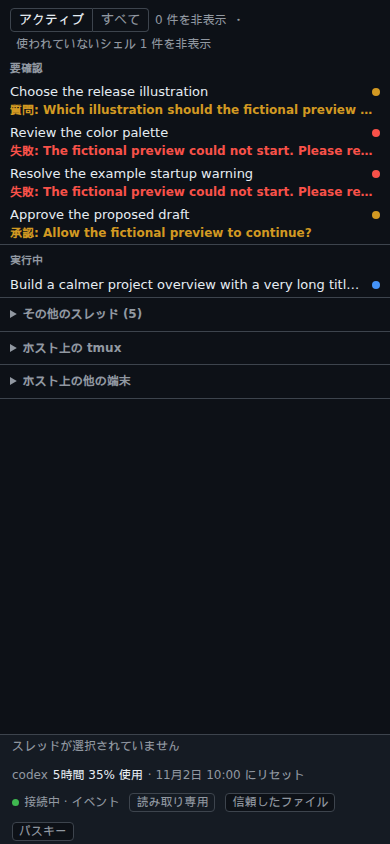 アクティブ すべて 0 件を非表示 ・
使われていないシェル 1 件を非表示
要確認
Choose the release illustration
質問: Which illustration should the fictional preview …
Review the color palette
失敗: The fictional preview could not start. Please re…
Resolve the example startup warning
失敗: The fictional preview could not start. Please re…
Approve the proposed draft
承認: Allow the fictional preview to continue?
実行中
Build a calmer project overview with a very long titl…
▶ その他のスレッド (5)
▶ ホスト上の tmux
▶ ホスト上の他の端末
スレッドが選択されていません
codex 5時間 35% 使用 · 11月2日 10:00 にリセット
接続中 · イベント 読み取り専用 信頼したファイル
パスキー